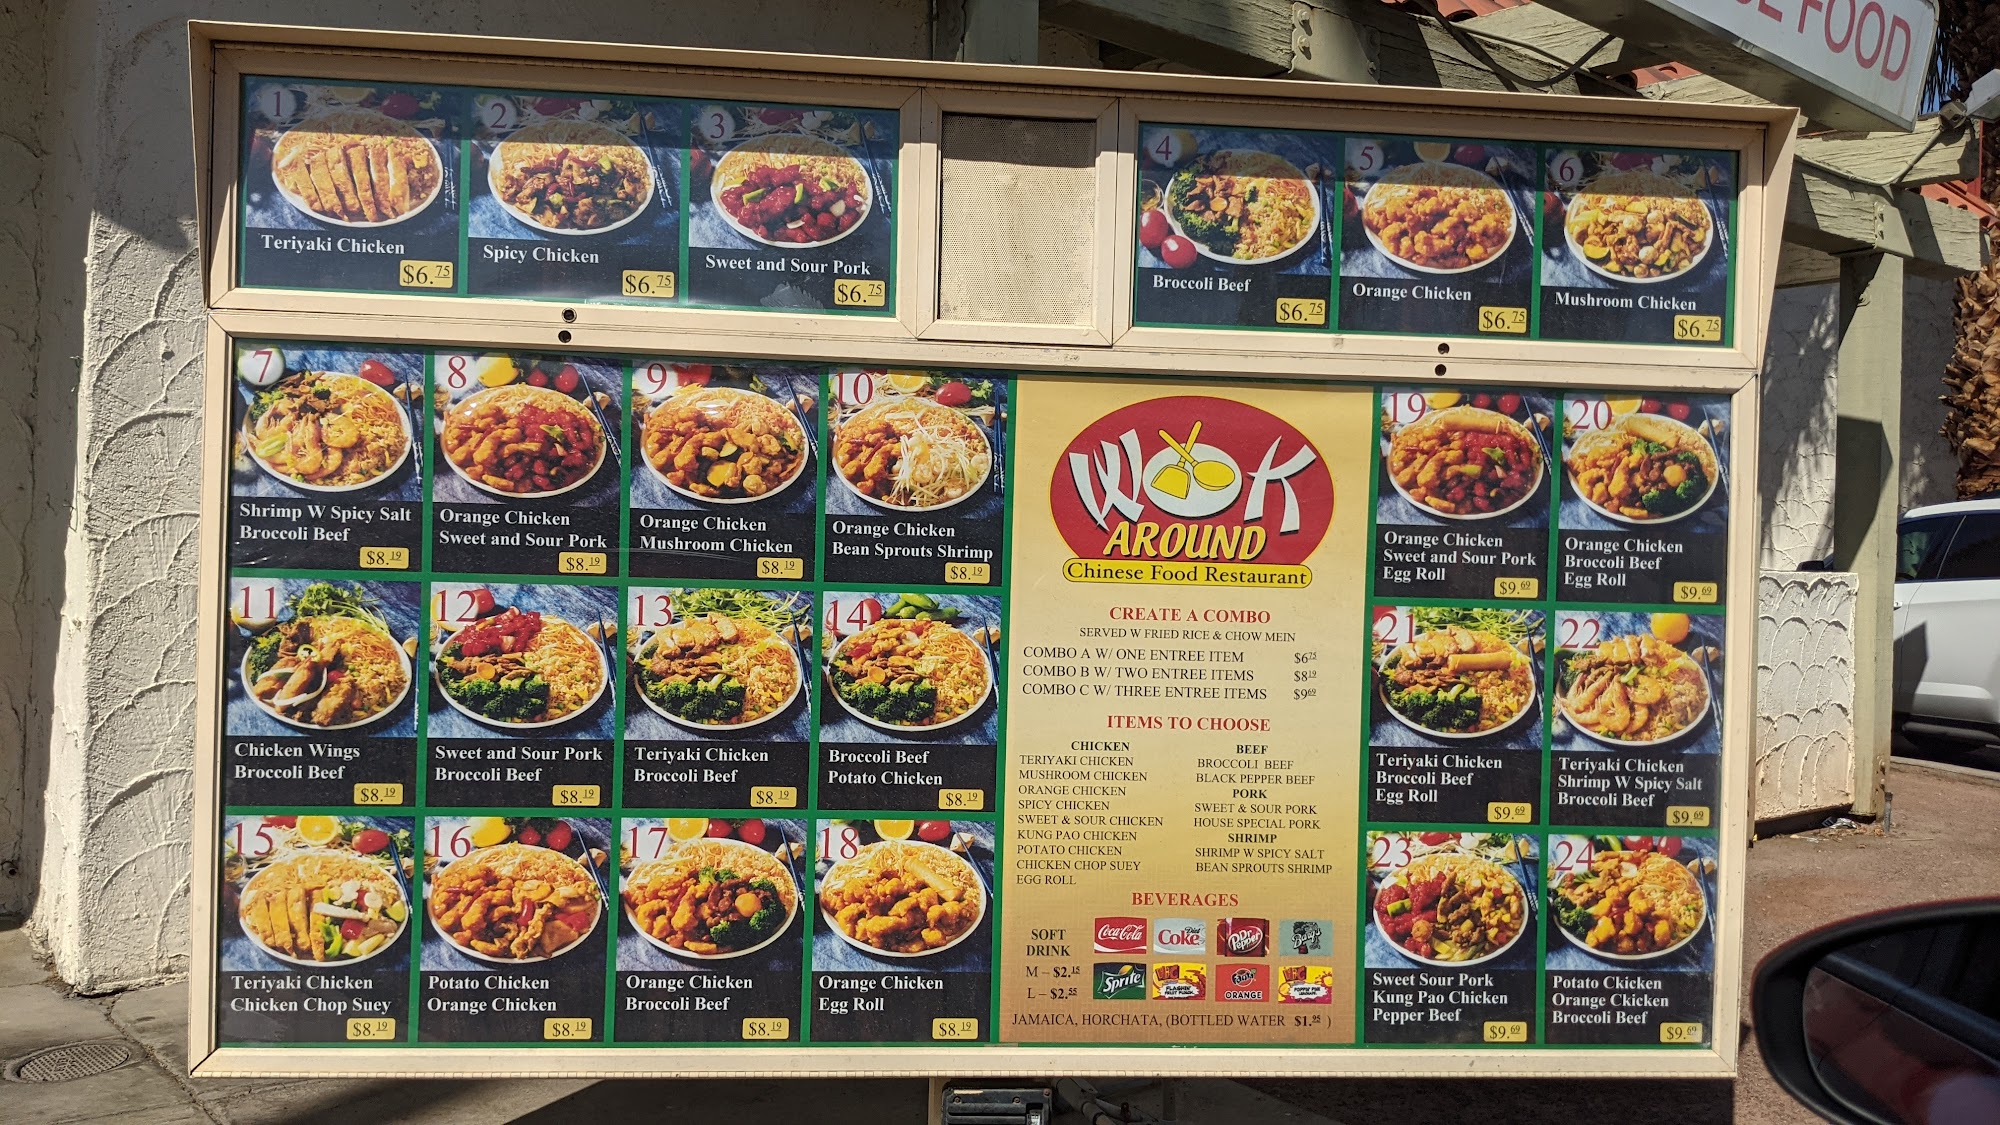 E FOOD
1
Teriyaki Chicken
$6.75
2
Spicy Chicken
$6.75
3
Sweet and Sour Pork
$6.75
4
Broccoli Beef
$6.75
5
Orange Chicken
$6.75
6
Mushroom Chicken
$6.75
7
Shrimp W Spicy Salt
Broccoli Beef
$8.19
8
Orange Chicken
Sweet and Sour Pork
$8.19
9
Orange Chicken
Mushroom Chicken
$8.19
10
Orange Chicken
Bean Sprouts Shrimp
$8.19
11
Chicken Wings
Broccoli Beef
$8.19
12
Sweet and Sour Pork
Broccoli Beef
$8.19
13
Teriyaki Chicken
Broccoli Beef
$8.19
14
Broccoli Beef
Potato Chicken
$8.19
15
Teriyaki Chicken
Chicken Chop Suey
$8.19
16
Potato Chicken
Orange Chicken
$8.19
17
Orange Chicken
Broccoli Beef
$8.19
18
Orange Chicken
Egg Roll
$8.19
WOK
AROUND
Chinese Food Restaurant
CREATE A COMBO
SERVED W FRIED RICE & CHOW MEIN
COMBO A W/ ONE ENTREE ITEM $6.75
COMBO B W/ TWO ENTREE ITEMS $8.19
COMBO C W/ THREE ENTREE ITEMS $9.69
ITEMS TO CHOOSE
CHICKEN
TERIYAKI CHICKEN
MUSHROOM CHICKEN
ORANGE CHICKEN
SPICY CHICKEN
SWEET & SOUR CHICKEN
KUNG PAO CHICKEN
POTATO CHICKEN
CHICKEN CHOP SUEY
EGG ROLL
BEEF
BROCCOLI BEEF
BLACK PEPPER BEEF
PORK
SWEET & SOUR PORK
HOUSE SPECIAL PORK
SHRIMP
SHRIMP W SPICY SALT
BEAN SPROUTS SHRIMP
BEVERAGES
SOFT
DRINK
M – $2.15
L – $2.55
Coca-Cola
Diet Coke
Dr Pepper
Barq's
Sprite
Fanta
ORANGE
JAMAICA, HORCHATA, (BOTTLED WATER $1.95 )
19
Orange Chicken
Sweet and Sour Pork
Egg Roll
$9.69
20
Orange Chicken
Broccoli Beef
Egg Roll
$9.69
21
Teriyaki Chicken
Broccoli Beef
Egg Roll
$9.69
22
Teriyaki Chicken
Shrimp W Spicy Salt
Broccoli Beef
$9.69
23
Sweet Sour Pork
Kung Pao Chicken
Pepper Beef
$9.69
24
Potato Ckicken
Orange Ckicken
Broccoli Beef
$9.69